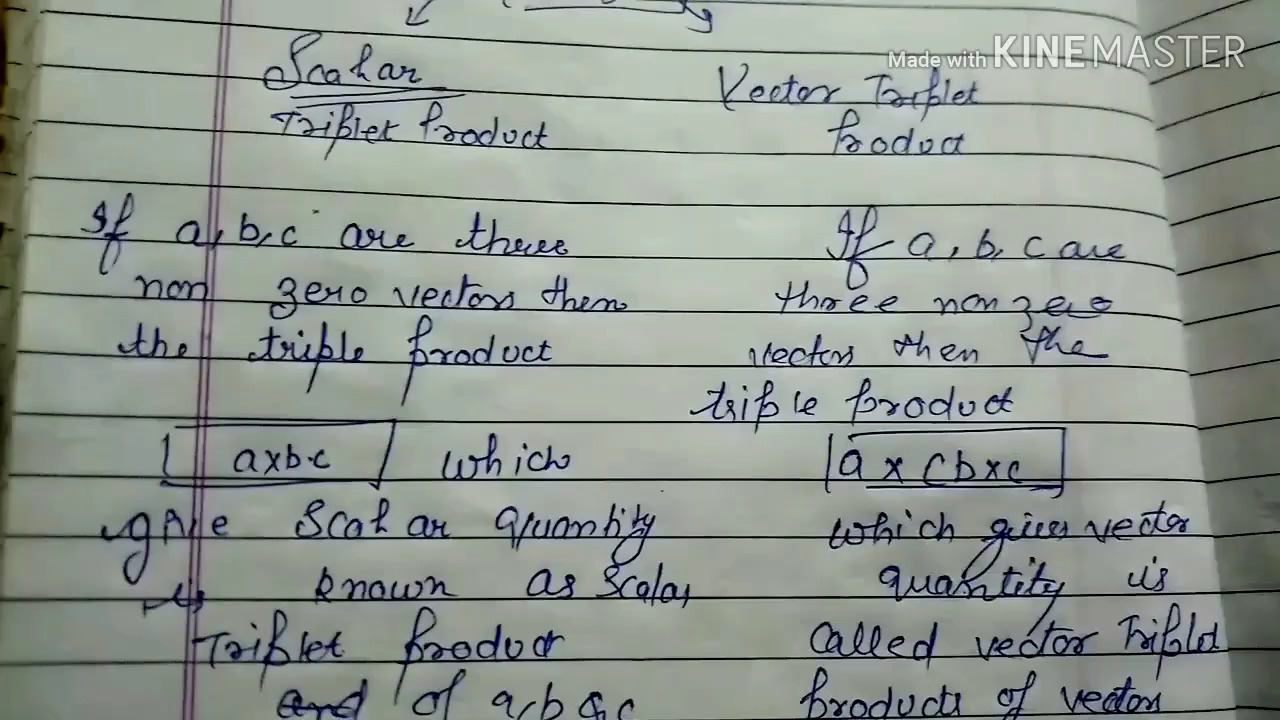 Made with KINEMASTER
Scalar
Triplet Product
If a, b, c are three
non zero vectors then
the triple product
axb·c which
give Scalar quantity
known as Scalar
Triplet product
of a, b & c
Vector Triplet
Product
If a, b, c are
three non zero
vectors then the
triple product
a x (b x c
which gives vector
quantity is
Called vector Triplet
products of vectors